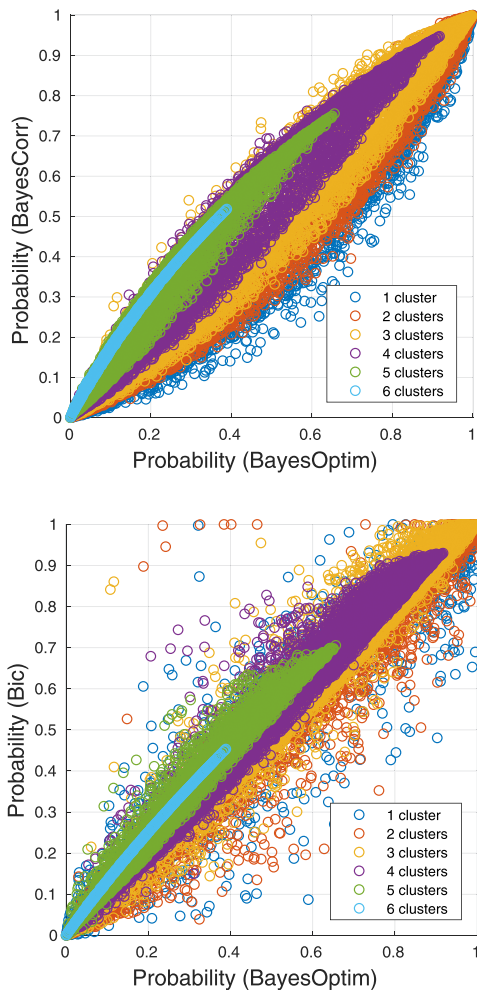 1
0.9
0.8
0.7
0.6
0.5
0.4
0.3
0.2
0.1
0
Probability (BayesCorr)
1 cluster
2 clusters
3 clusters
4 clusters
5 clusters
6 clusters
0 0.2 0.4 0.6 0.8 1
Probability (BayesOptim)
1
0.9
0.8
0.7
0.6
0.5
0.4
0.3
0.2
0.1
0
Probability (Bic)
1 cluster
2 clusters
3 clusters
4 clusters
5 clusters
6 clusters
0 0.2 0.4 0.6 0.8 1
Probability (BayesOptim)